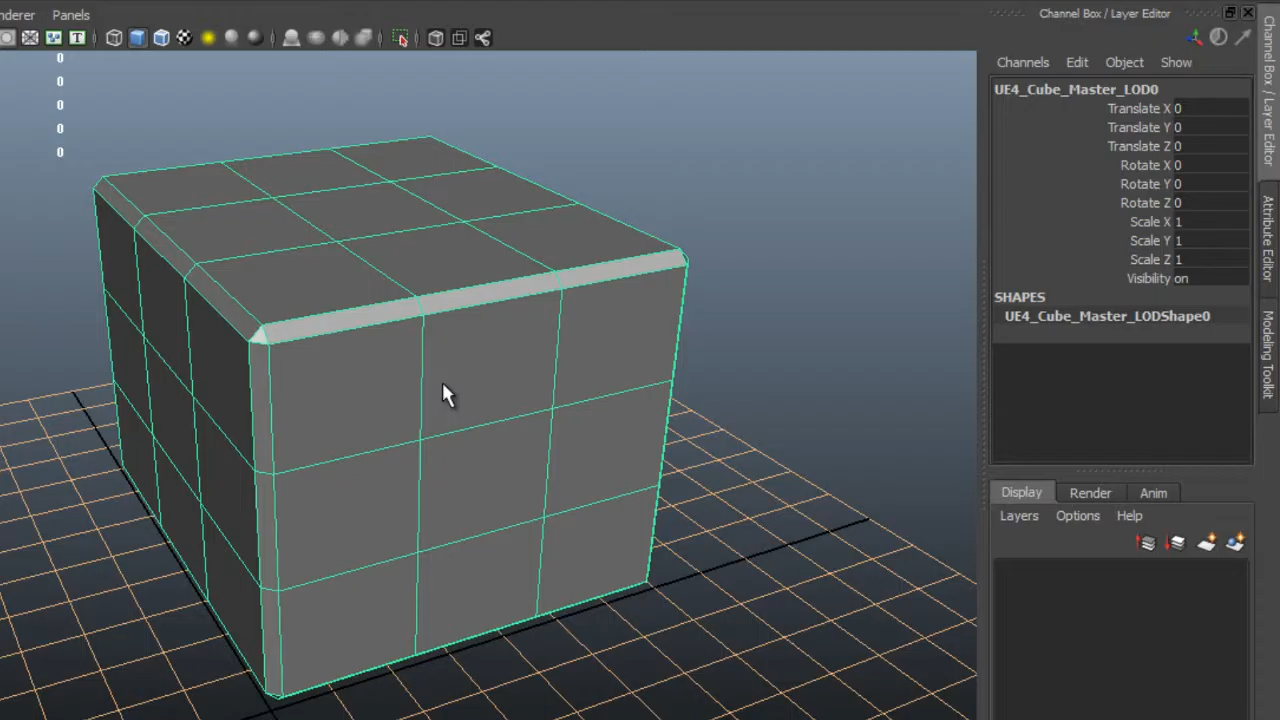 nderer Panels
Channel Box / Layer Editor
0
0
0
0
0
Channels Edit Object Show
UE4_Cube_Master_LOD0
Translate X 0
Translate Y 0
Translate Z 0
Rotate X 0
Rotate Y 0
Rotate Z 0
Scale X 1
Scale Y 1
Scale Z 1
Visibility on
SHAPES
UE4_Cube_Master_LODShape0
Display Render Anim
Layers Options Help
Channel Box / Layer Editor
Attribute Editor
Modeling Toolkit